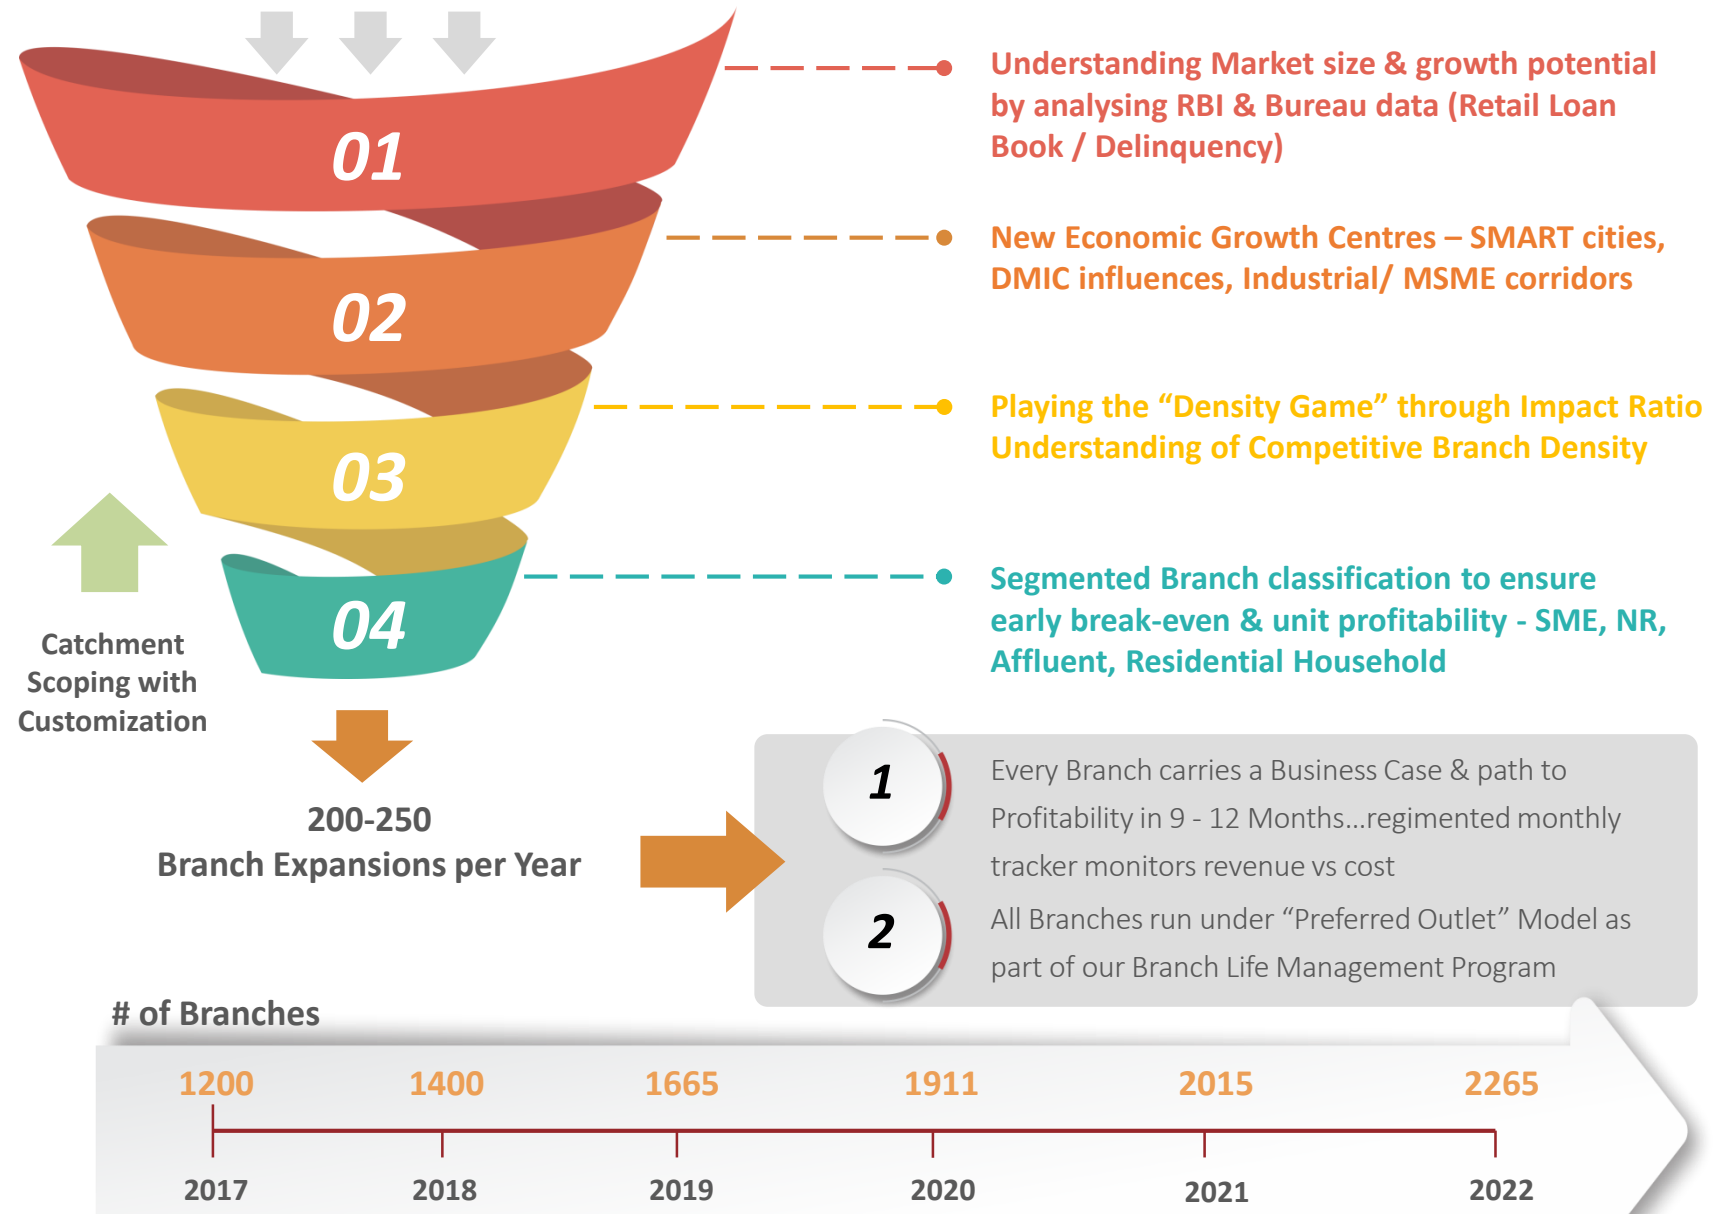 01
Understanding Market size & growth potential
by analysing RBI & Bureau data (Retail Loan
Book / Delinquency)
02
New Economic Growth Centres – SMART cities,
DMIC influences, Industrial/ MSME corridors
03
Playing the “Density Game” through Impact Ratio
Understanding of Competitive Branch Density
04
Segmented Branch classification to ensure
early break-even & unit profitability - SME, NR,
Affluent, Residential Household
Catchment
Scoping with
Customization
200-250
Branch Expansions per Year
1
Every Branch carries a Business Case & path to
Profitability in 9 - 12 Months...regimented monthly
tracker monitors revenue vs cost
2
All Branches run under “Preferred Outlet” Model as
part of our Branch Life Management Program
# of Branches
1200 1400 1665 1911 2015 2265
2017 2018 2019 2020 2021 2022